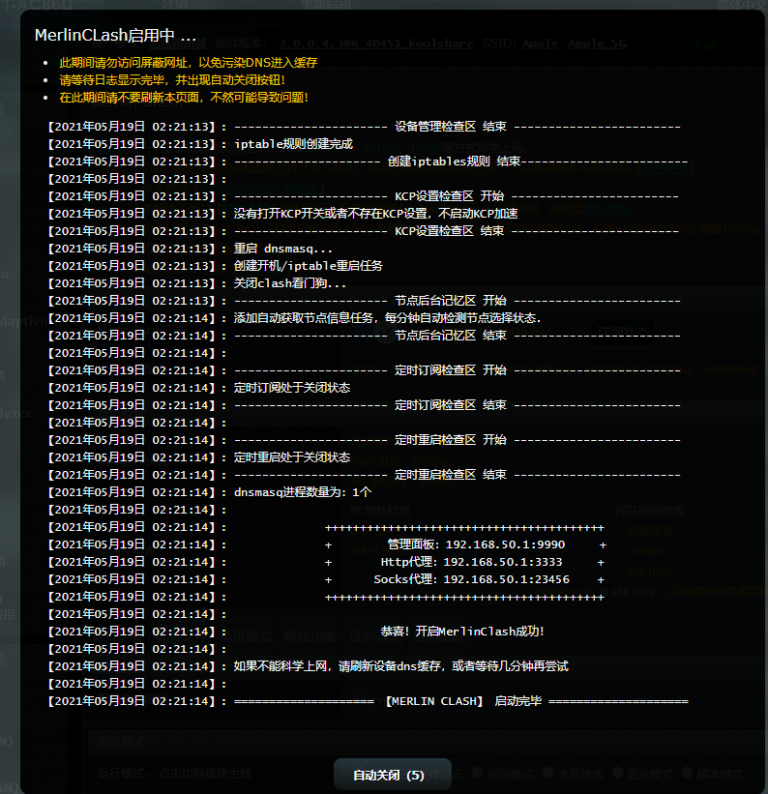 T-AC86U
MerlinCLash启用中 ...
固件版本: 3.0.0.4.386_40451_koolshare SSID: Apple Apple_5G
App
此期间请勿访问屏蔽网址，以免污染DNS进入缓存
请等待日志显示完毕，并出现自动关闭按钮！
在此期间请不要刷新本页面，不然可能导致问题！
【2021年05月19日 02:21:13】: ---------------------- 设备管理检查区 结束 ------------------------
【2021年05月19日 02:21:13】: iptable规则创建完成
【2021年05月19日 02:21:13】: ---------------------- 创建iptables规则 结束------------------------
【2021年05月19日 02:21:13】:
【2021年05月19日 02:21:13】: ---------------------- KCP设置检查区 开始 ------------------------
【2021年05月19日 02:21:13】: 没有打开KCP开关或者不存在KCP设置，不启动KCP加速
【2021年05月19日 02:21:13】: ---------------------- KCP设置检查区 结束 ------------------------
【2021年05月19日 02:21:13】: 重启 dnsmasq...
【2021年05月19日 02:21:13】: 创建开机/iptable重启任务
【2021年05月19日 02:21:13】: 关闭clash看门狗...
【2021年05月19日 02:21:13】: ---------------------- 节点后台记忆区 开始 ------------------------
【2021年05月19日 02:21:14】: 添加自动获取节点信息任务，每分钟自动检测节点选择状态.
【2021年05月19日 02:21:14】: ---------------------- 节点后台记忆区 结束 ------------------------
【2021年05月19日 02:21:14】:
【2021年05月19日 02:21:14】: ---------------------- 定时订阅检查区 开始 ------------------------
【2021年05月19日 02:21:14】: 定时订阅处于关闭状态
【2021年05月19日 02:21:14】: ---------------------- 定时订阅检查区 结束 ------------------------
【2021年05月19日 02:21:14】:
【2021年05月19日 02:21:14】: ---------------------- 定时重启检查区 开始 ------------------------
【2021年05月19日 02:21:14】: 定时重启处于关闭状态
【2021年05月19日 02:21:14】: ---------------------- 定时重启检查区 结束 ------------------------
【2021年05月19日 02:21:14】: dnsmasq进程数量为: 1个
【2021年05月19日 02:21:14】:
【2021年05月19日 02:21:14】: ++++++++++++++++++++++++++++++++++++++++
【2021年05月19日 02:21:14】: + 管理面板: 192.168.50.1:9990 +
【2021年05月19日 02:21:14】: + Http代理: 192.168.50.1:3333 +
【2021年05月19日 02:21:14】: + Socks代理: 192.168.50.1:23456 +
【2021年05月19日 02:21:14】: ++++++++++++++++++++++++++++++++++++++++
【2021年05月19日 02:21:14】:
【2021年05月19日 02:21:14】: 恭喜！开启MerlinClash成功！
【2021年05月19日 02:21:14】:
【2021年05月19日 02:21:14】: 如果不能科学上网，请刷新设备dns缓存，或者等待几分钟再尝试
【2021年05月19日 02:21:14】:
【2021年05月19日 02:21:14】: ==================== 【MERLIN CLASH】 启动完毕 ====================
运行模式
自动关闭（5）